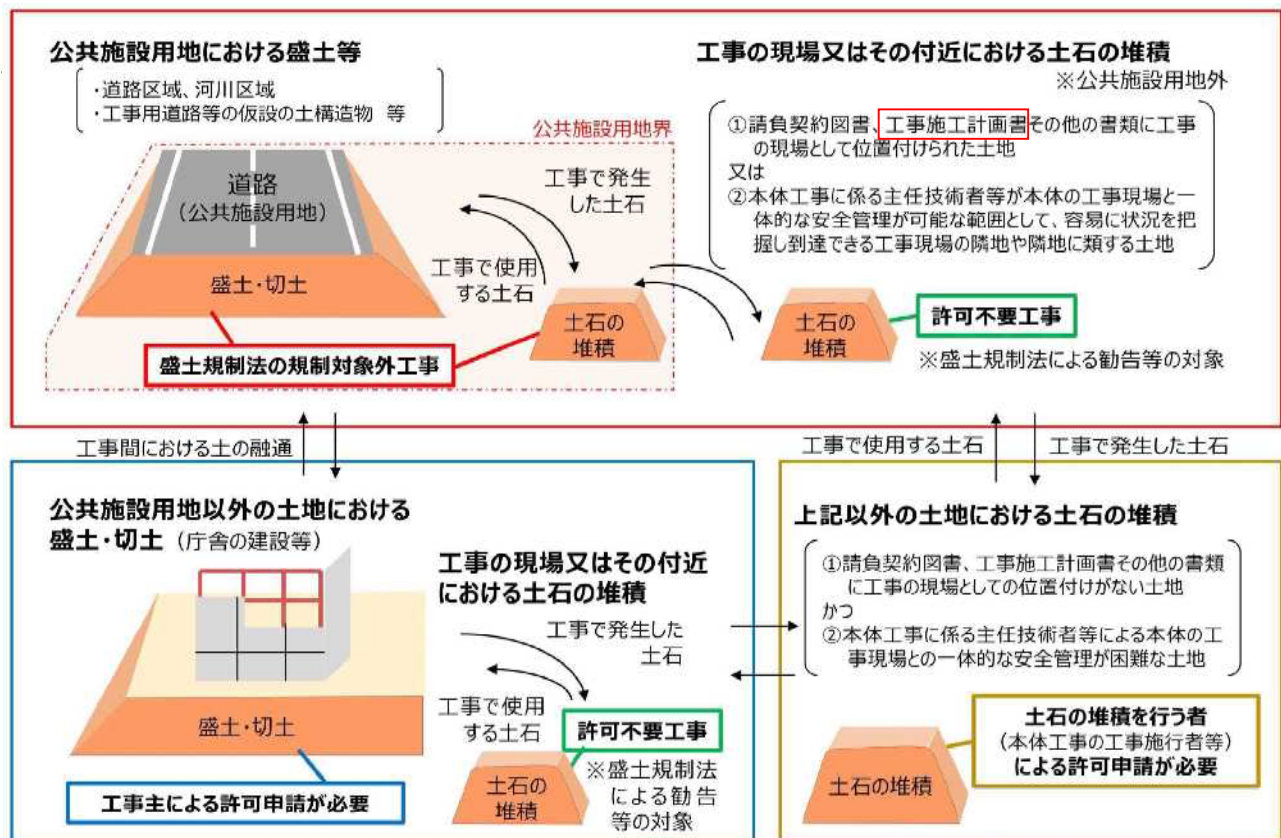 公共施設用地における盛土等
・道路区域、河川区域
・工事用道路等の仮設の土構造物 等
公共施設用地界
道路
(公共施設用地)
盛土・切土
工事で発生
した土石
工事で使用
する土石
土石の
堆積
盛土規制法の規制対象外工事
工事の現場又はその付近における土石の堆積
※公共施設用地外
①請負契約図書、工事施工計画書その他の書類に工事
の現場として位置付けられた土地
又は
②本体工事に係る主任技術者等が本体の工事現場と一
体的な安全管理が可能な範囲として、容易に状況を把
握し到達できる工事現場の隣地や隣地に類する土地
土石の
堆積
許可不要工事
※盛土規制法による勧告等の対象
工事間における土の融通
工事で使用する土石
工事で発生した土石
公共施設用地以外の土地における
盛土・切土(庁舎の建設等)
盛土・切土
工事主による許可申請が必要
工事の現場又はその付近
における土石の堆積
工事で発生した
土石
工事で使用
する土石
許可不要工事
土石の
堆積
※盛土規制法
による勧告
等の対象
上記以外の土地における土石の堆積
①請負契約図書、工事施工計画書その他の書類
に工事の現場としての位置付けがない土地
かつ
②本体工事に係る主任技術者等による本体の工
事現場との一体的な安全管理が困難な土地
土石の堆積
土石の堆積を行う者
(本体工事の工事施行者等)
による許可申請が必要